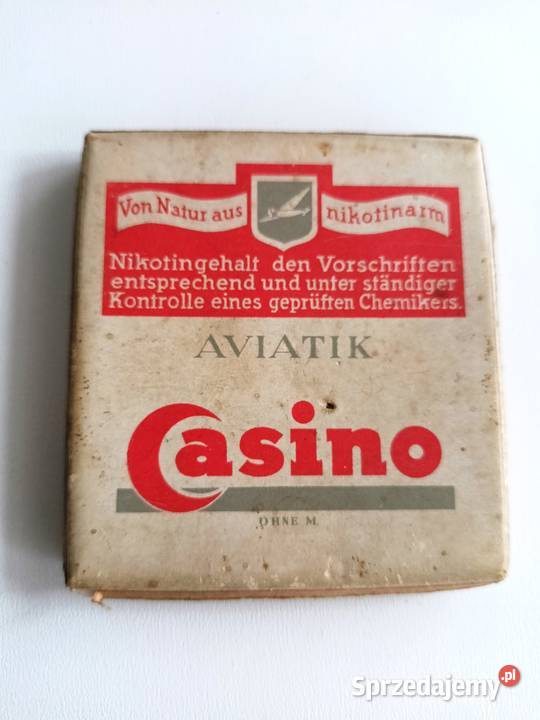 Von Natur aus nikotinarm
Nikotingehalt den Vorschriften
entsprechend und unter ständiger
Kontrolle eines geprüften Chemikers.
AVIATIK
Casino
OHNE M.
Sprzedajemy.pl